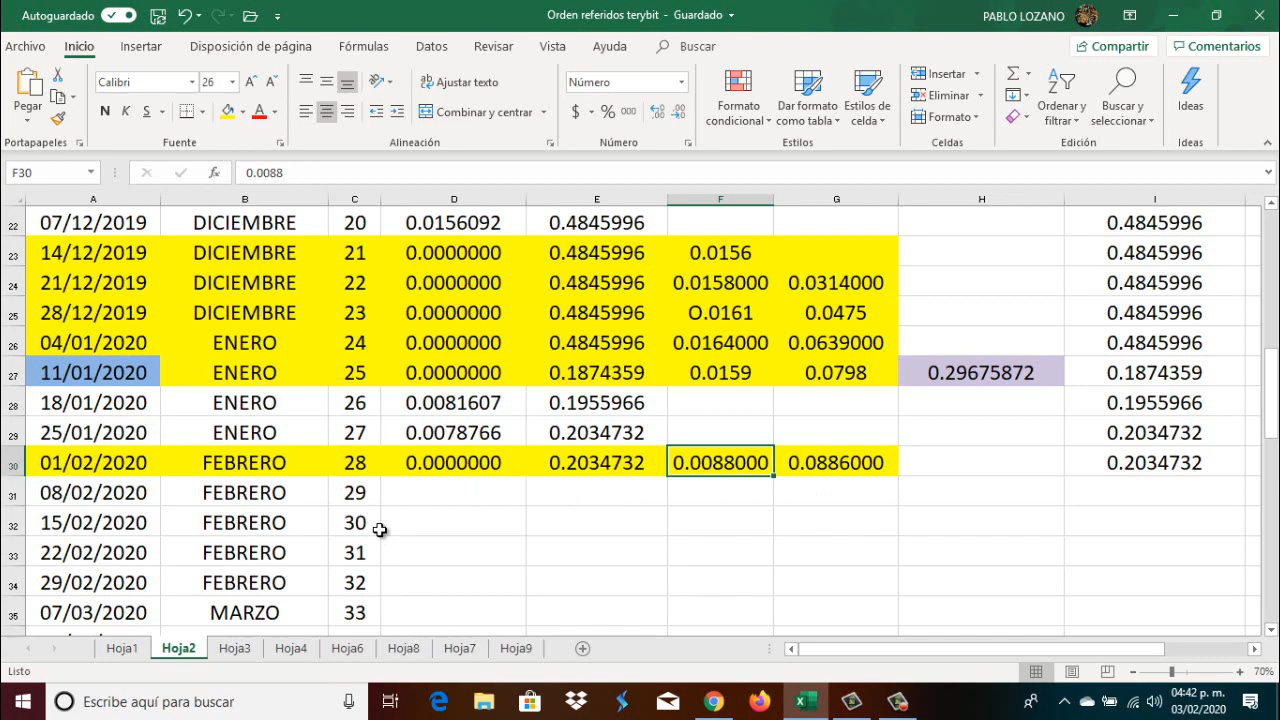 Autoguardado
Orden referidos terybit - Guardado
PABLO LOZANO
Archivo Inicio Insertar Disposición de página Fórmulas Datos Revisar Vista Ayuda Buscar Compartir Comentarios
Pegar
Calibri 26
N K S
Ajustar texto
Combinar y centrar
Número
$ % 000
Formato condicional
Dar formato como tabla
Estilos de celda
Insertar
Eliminar
Formato
Ordenar y filtrar
Buscar y seleccionar
Ideas
Portapapeles Fuente Alineación Número Estilos Celdas Edición Ideas
F30 fx 0.0088
A B C D E F G H I
22 07/12/2019 DICIEMBRE 20 0.0156092 0.4845996 0.4845996
23 14/12/2019 DICIEMBRE 21 0.0000000 0.4845996 0.0156 0.4845996
24 21/12/2019 DICIEMBRE 22 0.0000000 0.4845996 0.0158000 0.0314000 0.4845996
25 28/12/2019 DICIEMBRE 23 0.0000000 0.4845996 O.0161 0.0475 0.4845996
26 04/01/2020 ENERO 24 0.0000000 0.4845996 0.0164000 0.0639000 0.4845996
27 11/01/2020 ENERO 25 0.0000000 0.1874359 0.0159 0.0798 0.29675872 0.1874359
28 18/01/2020 ENERO 26 0.0081607 0.1955966 0.1955966
29 25/01/2020 ENERO 27 0.0078766 0.2034732 0.2034732
30 01/02/2020 FEBRERO 28 0.0000000 0.2034732 0.0088000 0.0886000 0.2034732
31 08/02/2020 FEBRERO 29
32 15/02/2020 FEBRERO 30
33 22/02/2020 FEBRERO 31
34 29/02/2020 FEBRERO 32
35 07/03/2020 MARZO 33
Hoja1 Hoja2 Hoja3 Hoja4 Hoja6 Hoja8 Hoja7 Hoja9
Listo 70%
Escribe aquí para buscar
04:42 p. m.
03/02/2020